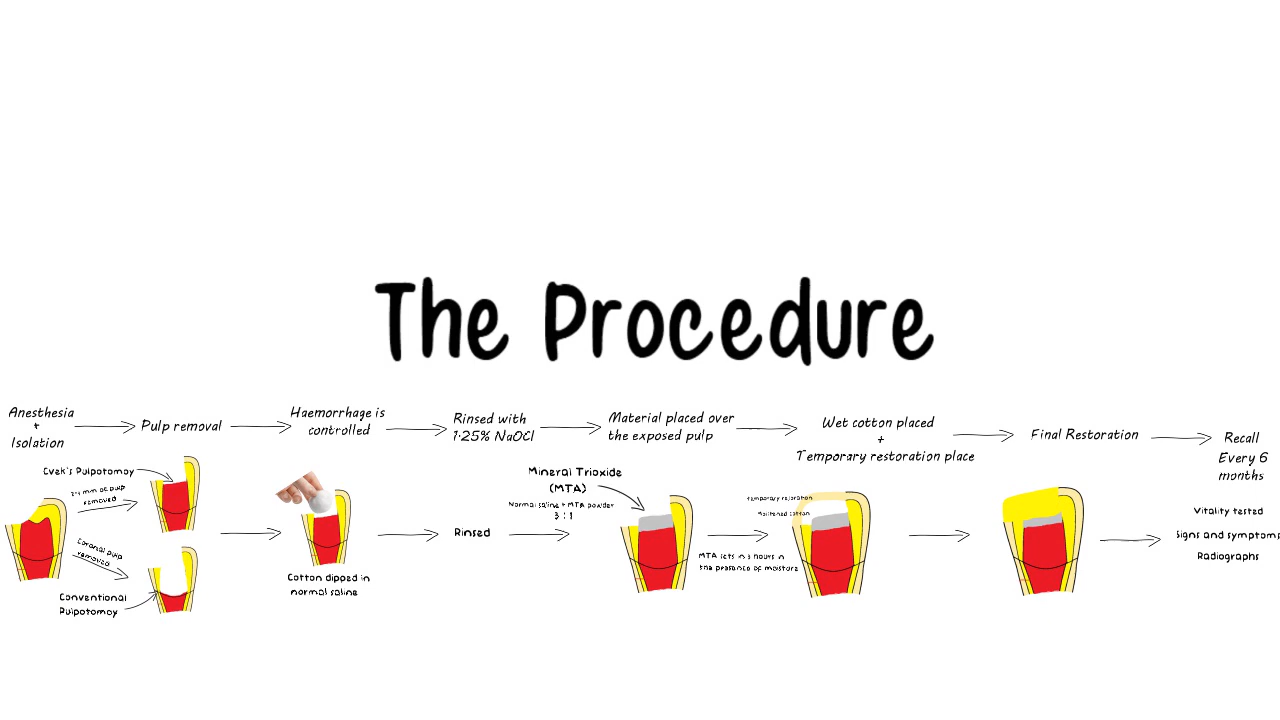 The Procedure
Anesthesia
+
Isolation
Pulp removal
Haemorrhage is
controlled
Rinsed with
1.25% NaOCl
Material placed over
the exposed pulp
Wet cotton placed
+
Temporary restoration place
Final Restoration
Recall
Every 6
months
Cvek's Pulpotomoy
mm of pulp
removed
Coronal pulp
removed
Conventional
Pulpotomoy
Cotton dipped in
normal saline
Rinsed
Mineral Trioxide
(MTA)
Normal saline + MTA powder
3 : 1
MTA sets in 3 hours in
the presence of moisture
Temporary
cotton
Vitality tested
Signs and symptoms
Radiographs